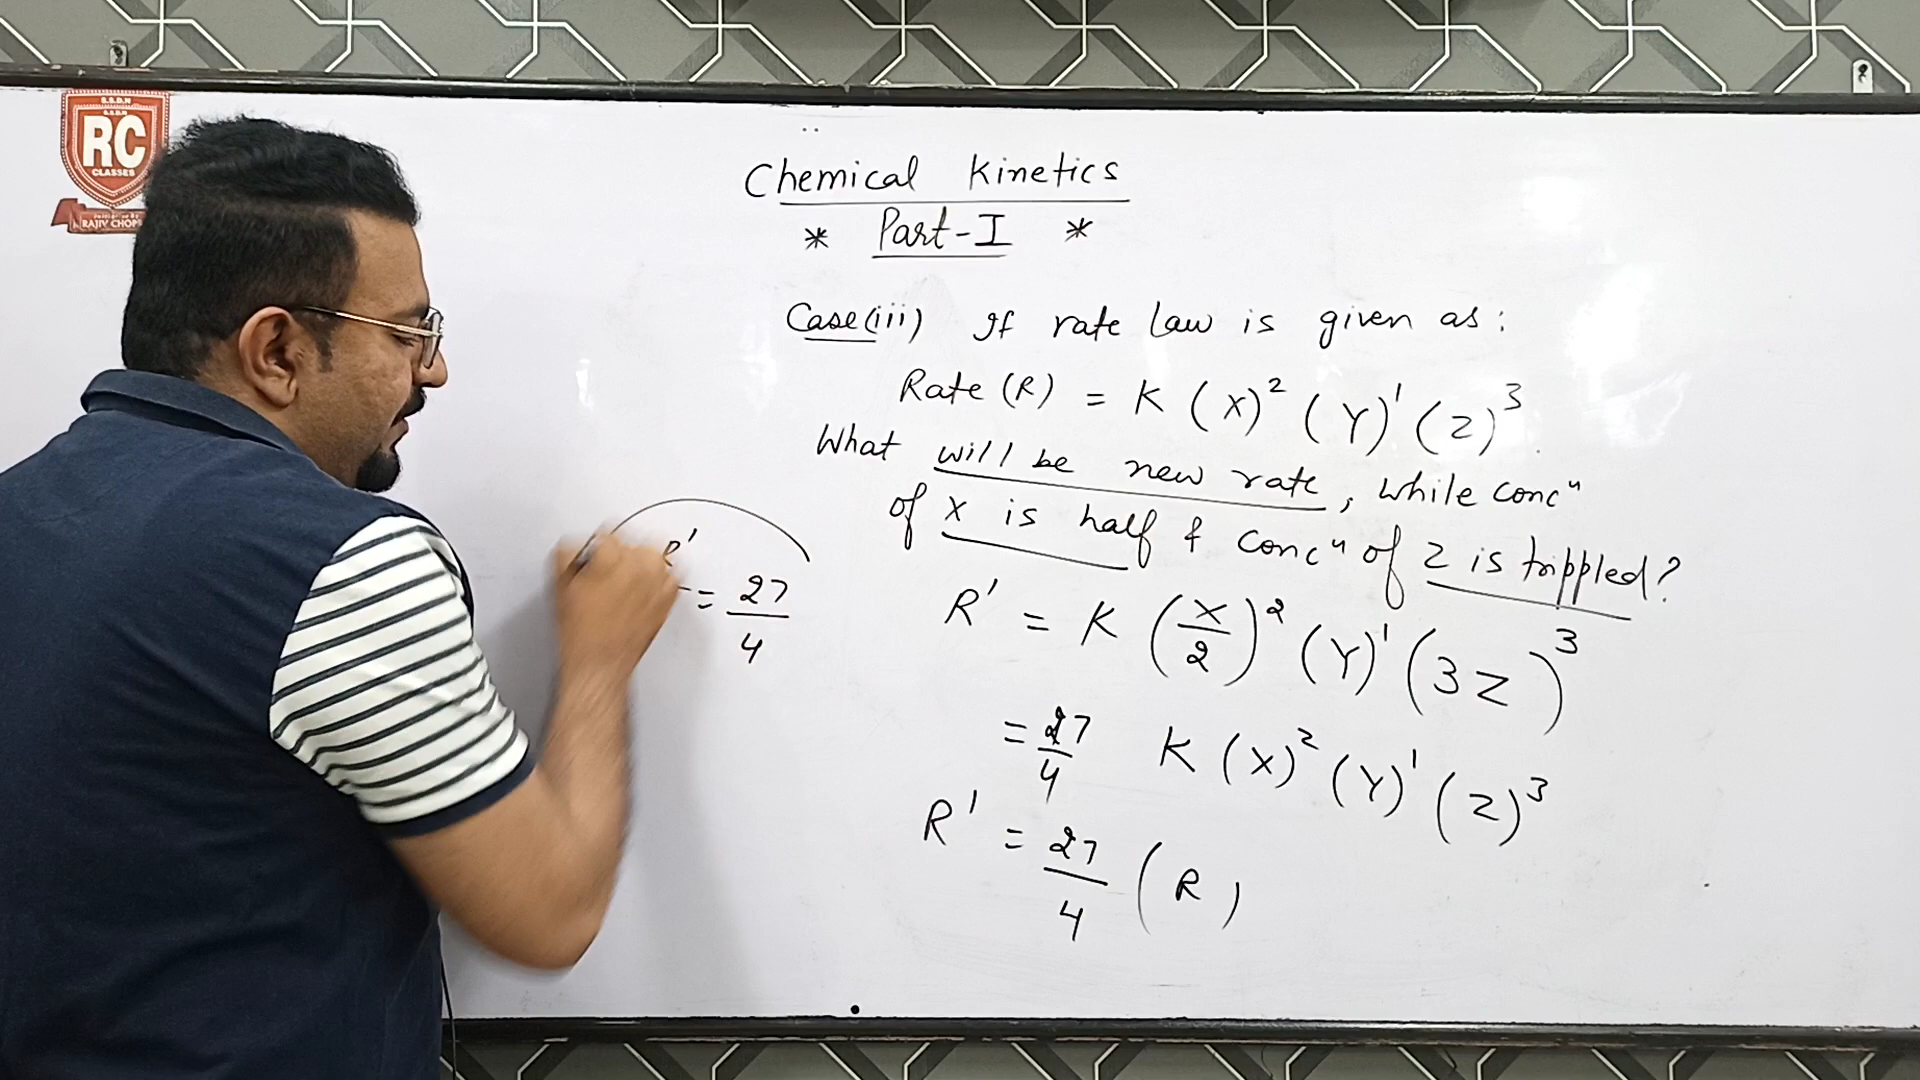 S.S.D.N
RC
CLASSES
RAJIV CHOP
Chemical Kinetics
* Part-I *
Case(iii) If rate law is given as:
Rate (R) = K (X)² (Y)¹ (Z)³
What will be new rate, while concⁿ
of X is half & concⁿ of Z is trippled?
R' = K (X/2)² (Y)¹ (3Z)³
= 27/4 K (X)² (Y)¹ (Z)³
R' = 27/4 (R)
R'
= 27/4